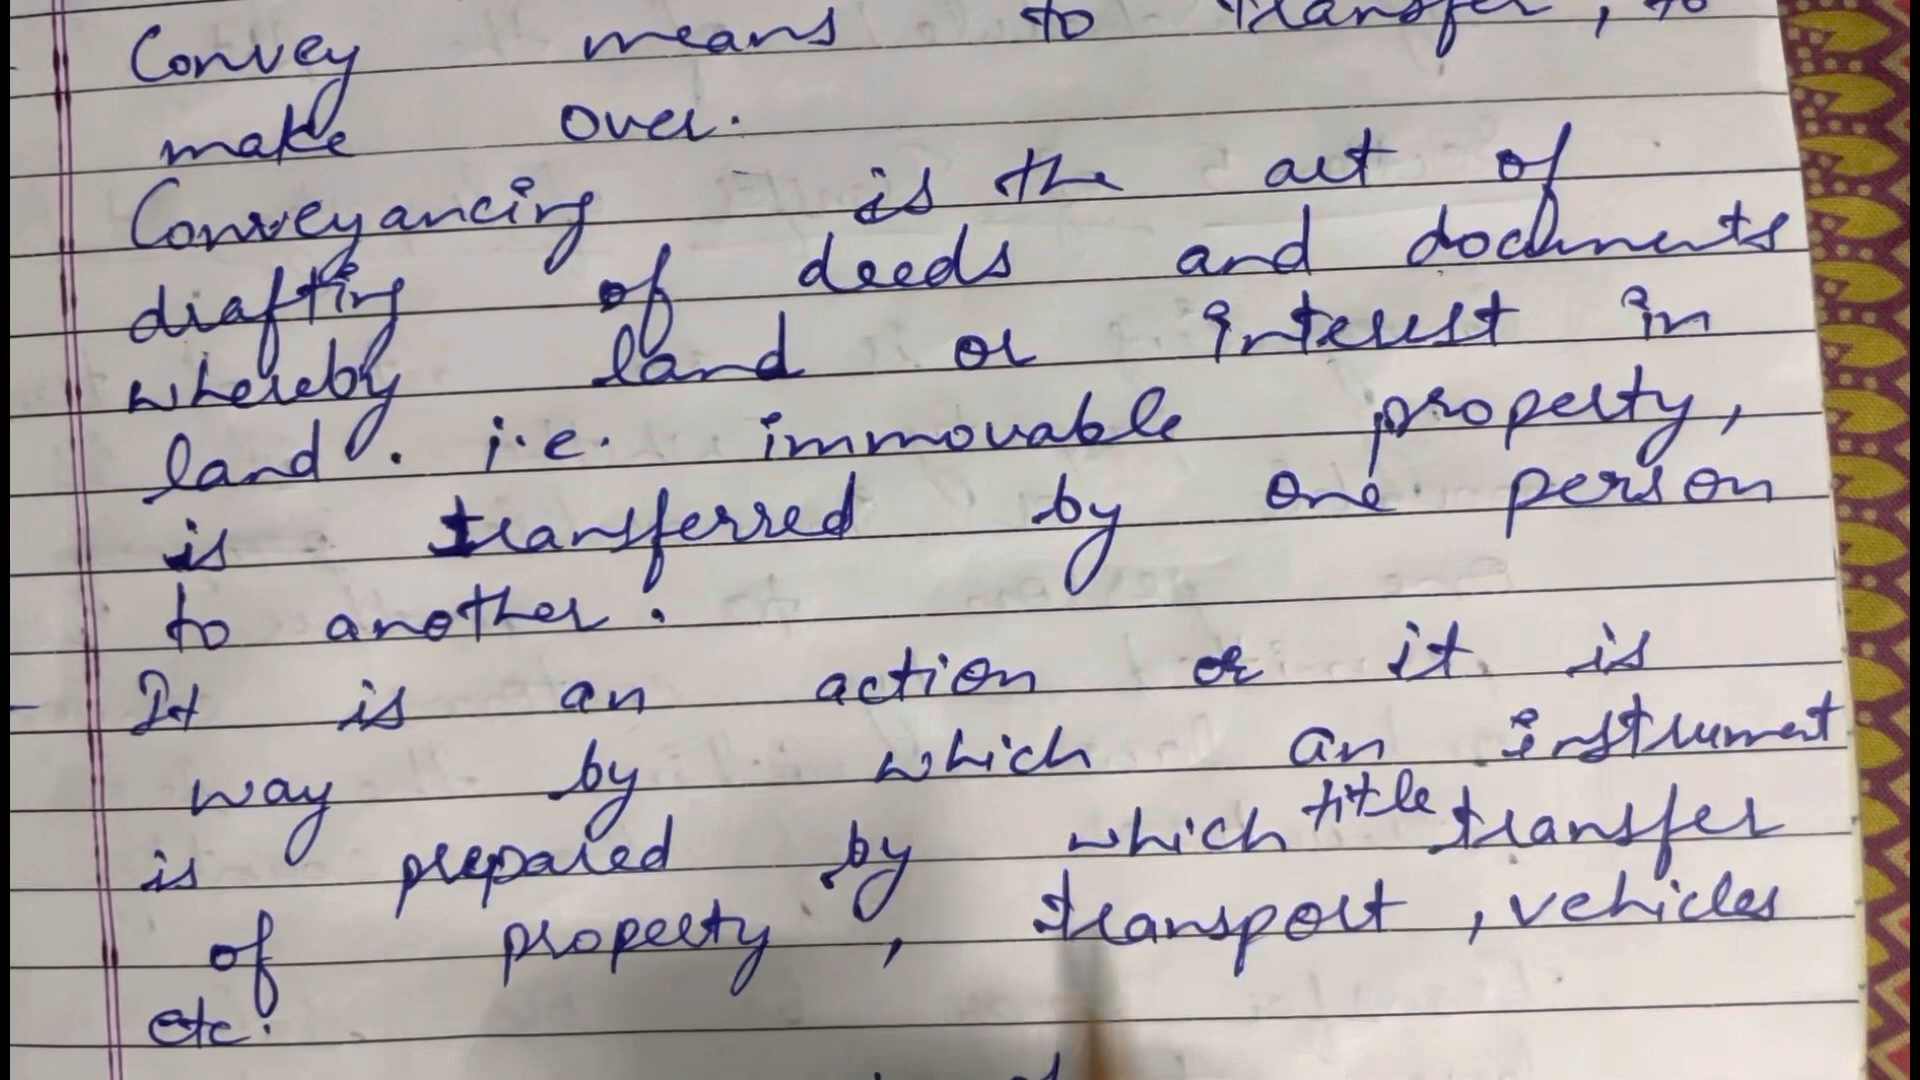 Convey means to transfer, to
make over.
Conveyancing is the act of
drafting of deeds and documents
whereby land or interest in
land. i.e. immovable property,
is transferred by one person
to another.
- It is an action or it is
way by which an instrument
is prepared by which title transfer
of property, transport, vehicles
etc.